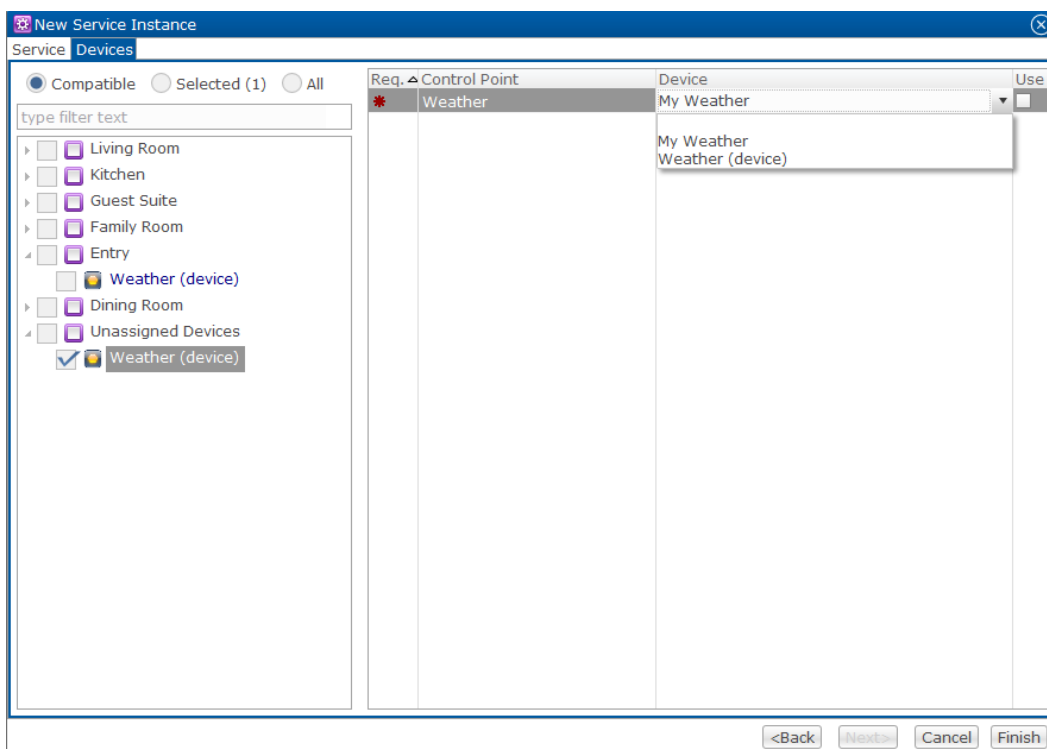 New Service Instance
Service Devices
Compatible Selected (1) All
type filter text
Living Room
Kitchen
Guest Suite
Family Room
Entry
Weather (device)
Dining Room
Unassigned Devices
Weather (device)
Req. Control Point Device Use
Weather My Weather
My Weather
Weather (device)
<Back Next> Cancel Finish